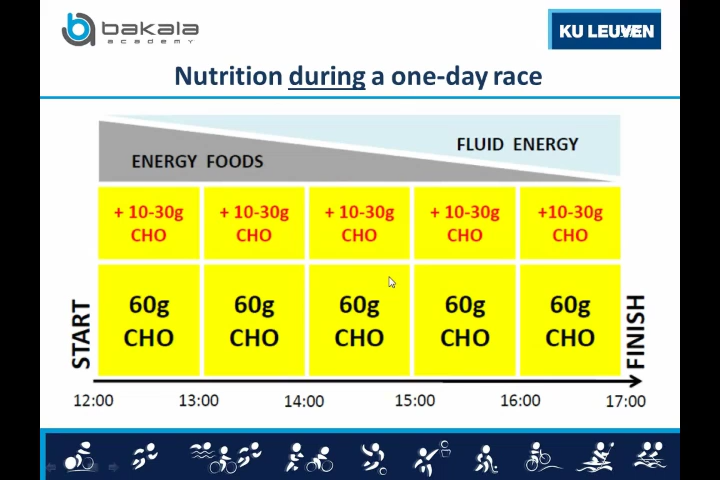 bakala
academy
KU LEUVEN
Nutrition during a one-day race
FLUID ENERGY
ENERGY FOODS
+ 10-30g CHO
+ 10-30g CHO
+ 10-30g CHO
+ 10-30g CHO
+10-30g CHO
START
60g CHO
60g CHO
60g CHO
60g CHO
60g CHO
FINISH
12:00 13:00 14:00 15:00 16:00 17:00